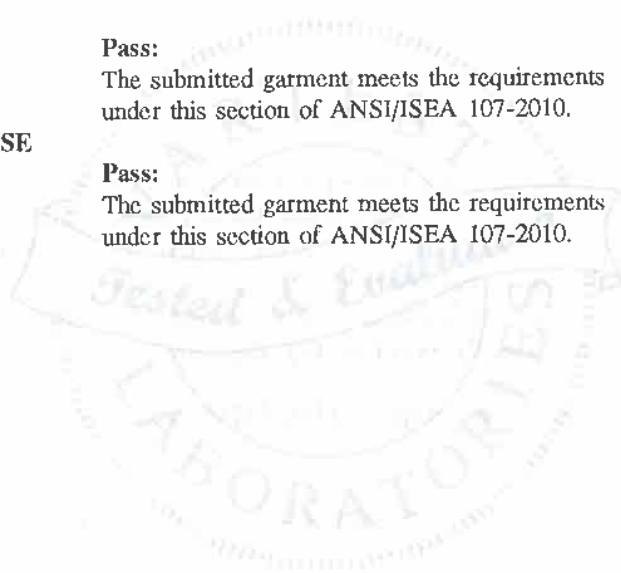 Pass:
The submitted garment meets the requirements
under this section of ANSI/ISEA 107-2010.
SE
Pass:
The submitted garment meets the requirements
under this section of ANSI/ISEA 107-2010.
Tested & Evaluated
LABORATORIES